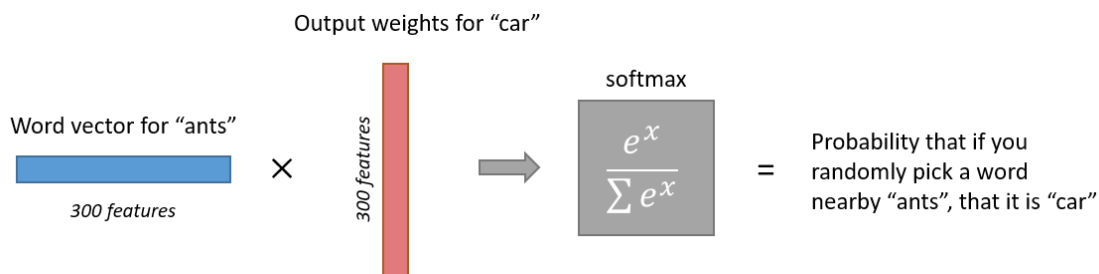 Output weights for “car”
softmax
Word vector for “ants”
300 features
×
300 features
e^x
∑ e^x
=
Probability that if you
randomly pick a word
nearby “ants”, that it is “car”